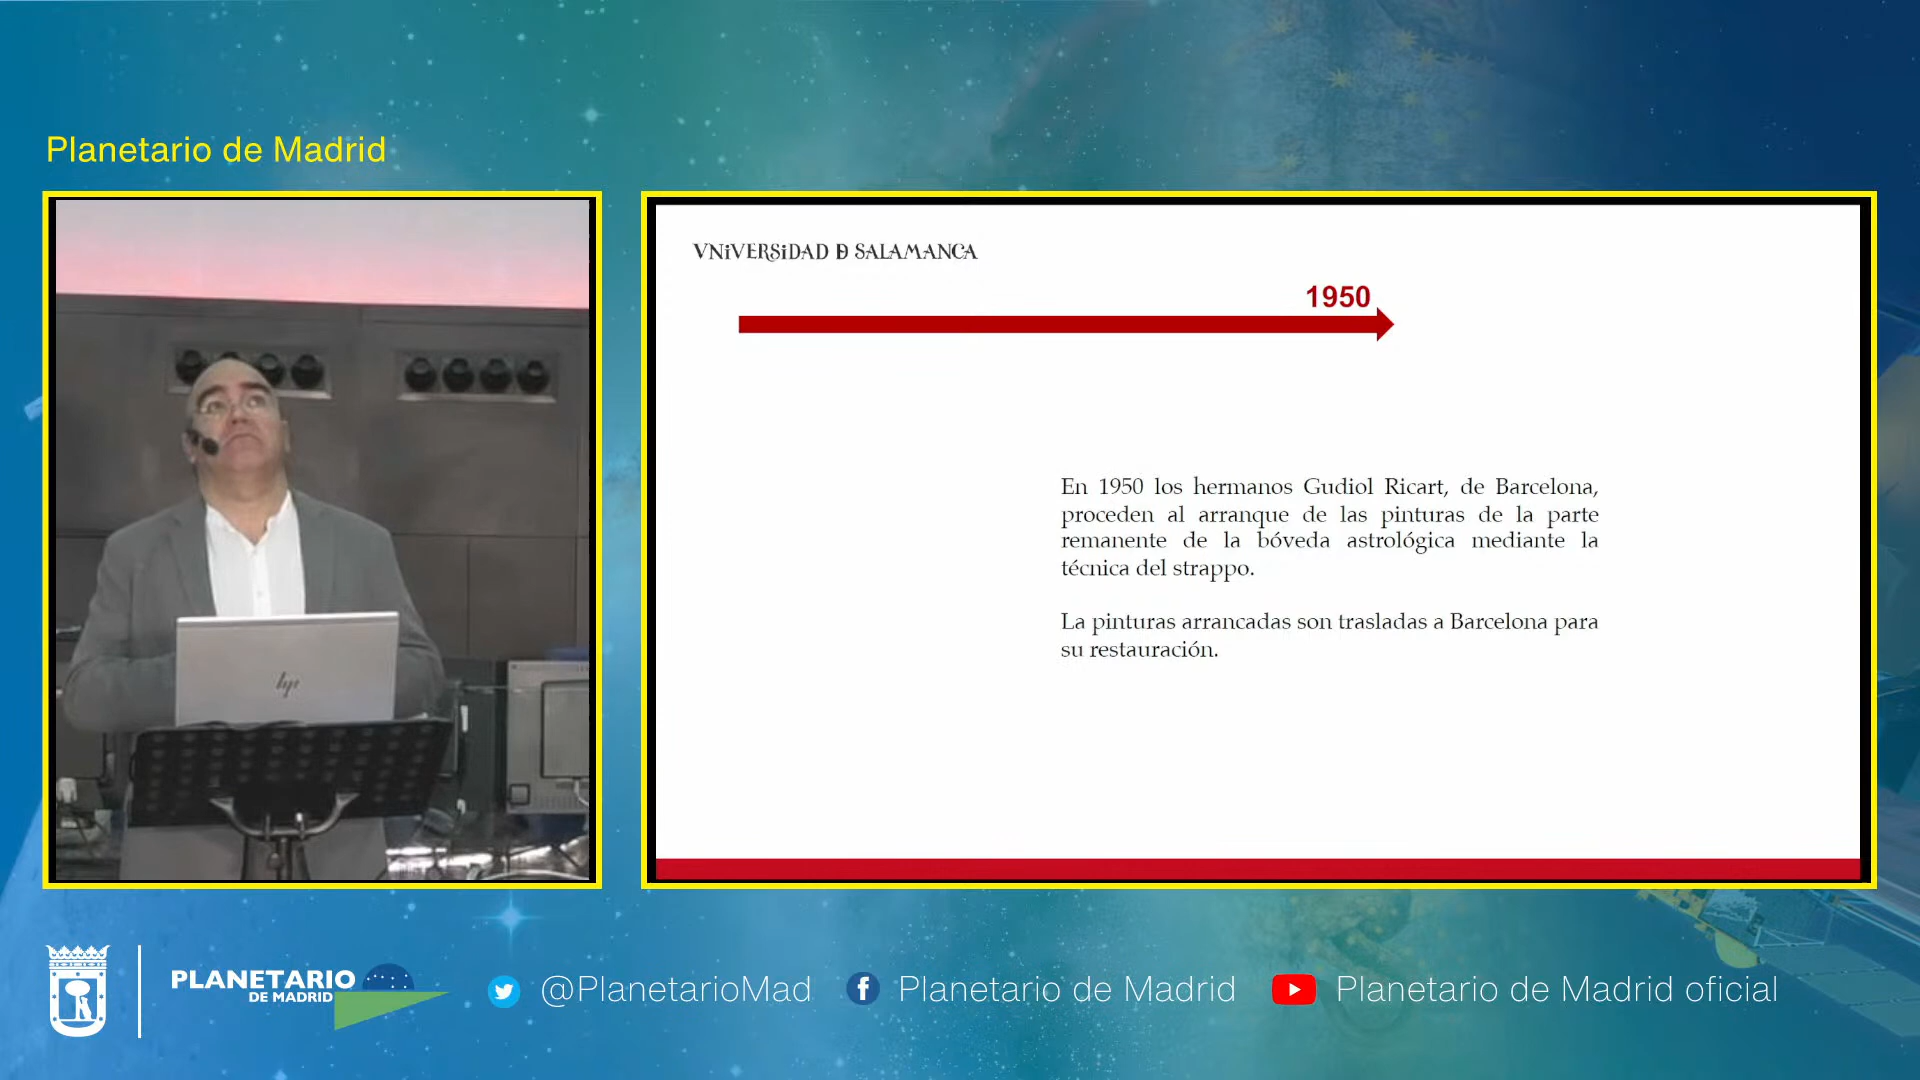 Planetario de Madrid
VNiVERSiDAD D SALAMANCA
1950
En 1950 los hermanos Gudiol Ricart, de Barcelona,
proceden al arranque de las pinturas de la parte
remanente de la bóveda astrológica mediante la
técnica del strappo.
La pinturas arrancadas son trasladas a Barcelona para
su restauración.
hp
PLANETARIO
DE MADRID
@PlanetarioMad
Planetario de Madrid
Planetario de Madrid oficial